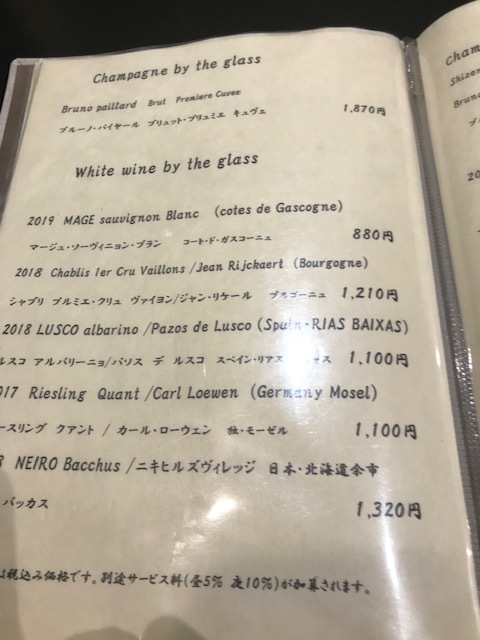 Champagne by the glass
Bruno paillard Brut Premiere Cuvee
ブルーノ・パイヤール ブリュット・プリュミエ キュヴェ 1,870円
White wine by the glass
2019 MAGE sauvignon Blanc (cotes de Gascogne)
マージュ・ソーヴィニョン・ブラン コート・ド・ガスコーニュ 880円
2018 Chablis 1er Cru Vaillons /Jean Rijckaert (Bourgogne)
シャブリ プルミエ・クリュ ヴァイヨン/ジャン・リケール ブルゴーニュ 1,210円
2018 LUSCO albarino /Pazos de Lusco (Spain・RIAS BAIXAS)
ルスコ アルバリーニョ/パソス デ ルスコ スペイン・リアス 1,100円
2017 Riesling Quant /Carl Loewen (Germany Mosel)
ースリング クアント / カール・ローウェン 独・モーゼル 1,100円
NEIRO Bacchus /ニキヒルズヴィレッジ 日本・北海道余市
バッカス 1,320円
は税込み価格です。別途サービス料(昼5% 夜10%)が加算されます。
Cham
Shizen
Bruno
ブ
20